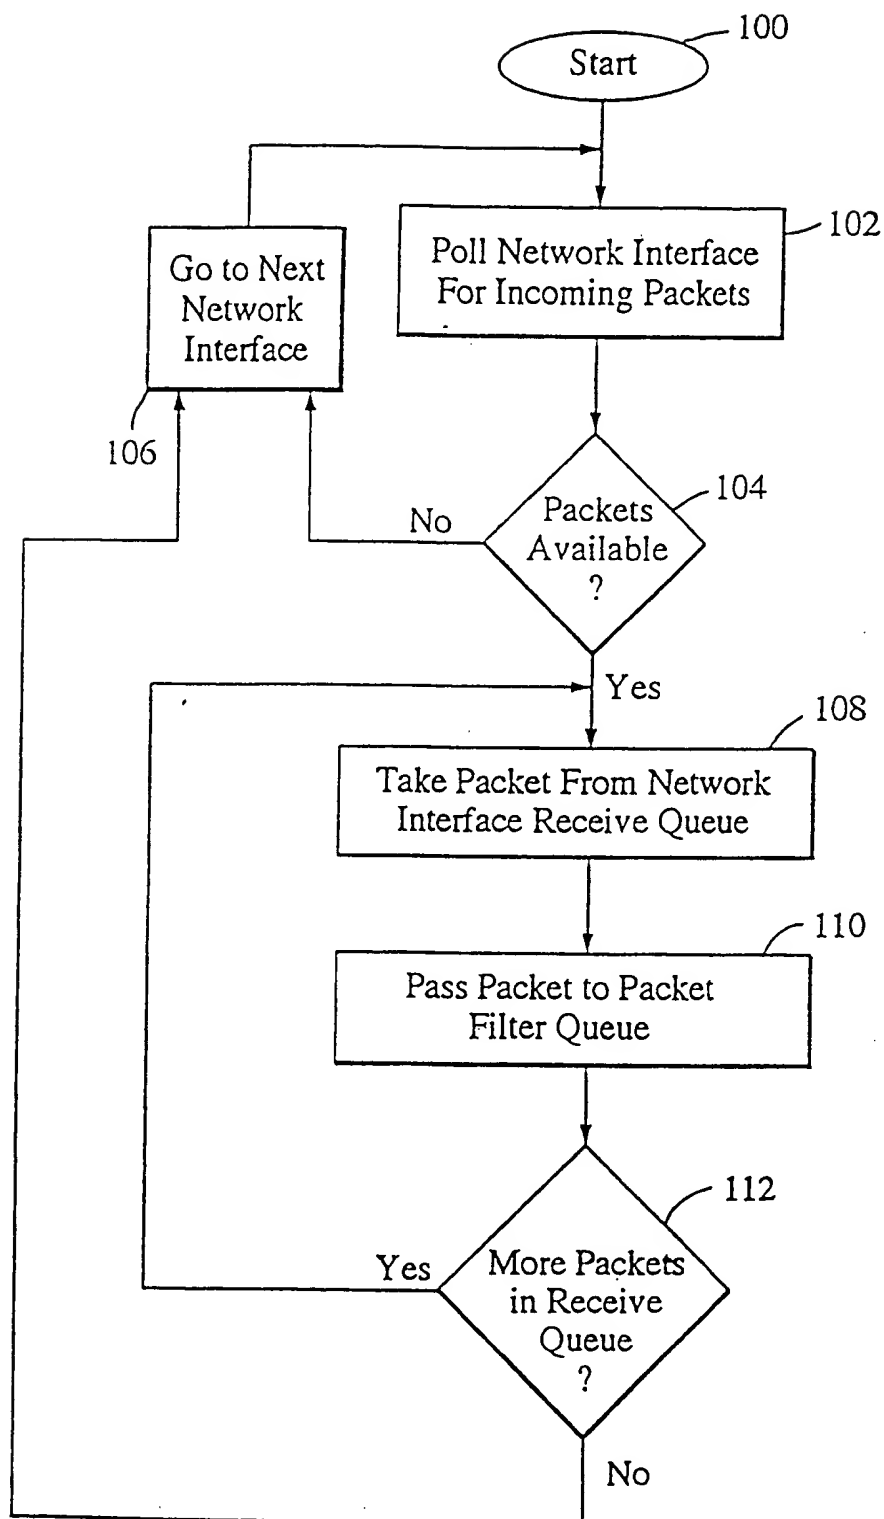 100
Start
102
Poll Network Interface
For Incoming Packets
Go to Next
Network
Interface
106
104
Packets
Available
?
No
Yes
108
Take Packet From Network
Interface Receive Queue
110
Pass Packet to Packet
Filter Queue
112
More Packets
in Receive
Queue
?
Yes
No